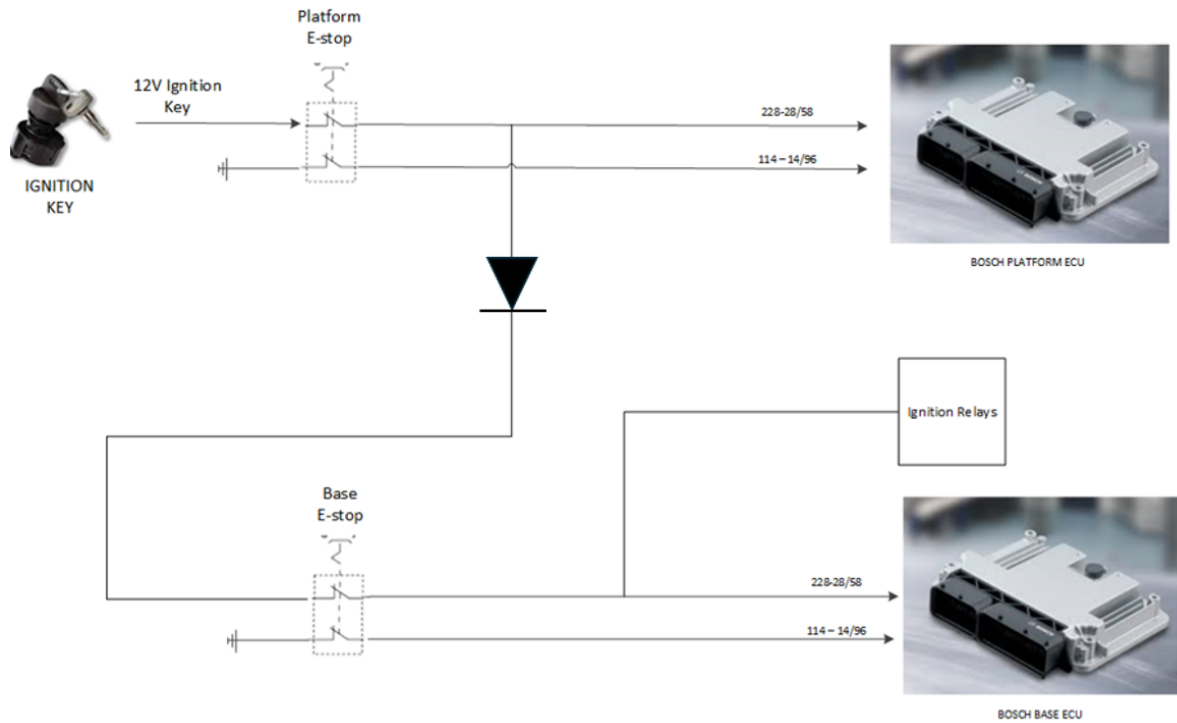 Platform
E-stop
12V Ignition
Key
228-28/58
114 – 14/96
IGNITION
KEY
BOSCH PLATFORM ECU
Ignition Relays
Base
E-stop
228-28/58
114 – 14/96
BOSCH BASE ECU